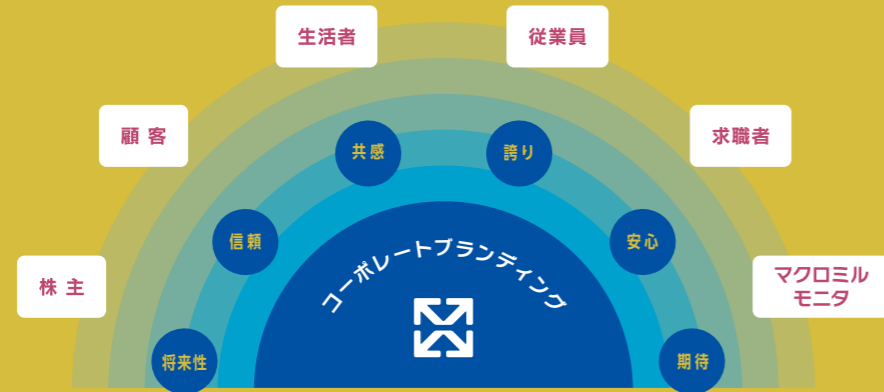 生活者
従業員
顧客
求職者
共感
誇り
信頼
安心
コーポレートブランディング
株主
マクロミル
モニタ
将来性
期待